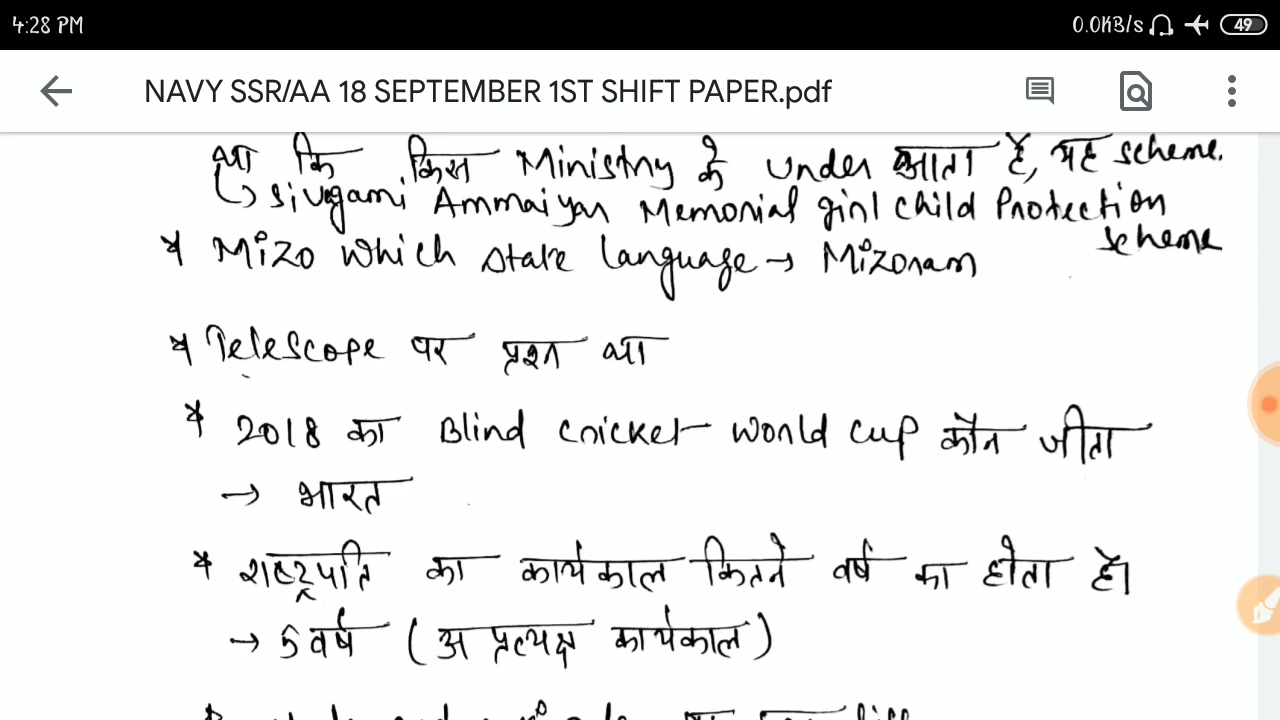 4:28 PM 0.0KB/s 49
NAVY SSR/AA 18 SEPTEMBER 1ST SHIFT PAPER.pdf
था कि किस Ministry के under आता है, यह scheme.
↳ Sivagami Ammaiyar Memorial girl child Protection scheme
* Mizo which state language → Mizoram
* Telescope पर प्रश्न था
* 2018 का Blind cricket world cup कौन जीता
→ भारत
* राष्ट्रपति का कार्यकाल कितने वर्ष का होता है।
→ 5 वर्ष (अप्रत्यक्ष कार्यकाल)